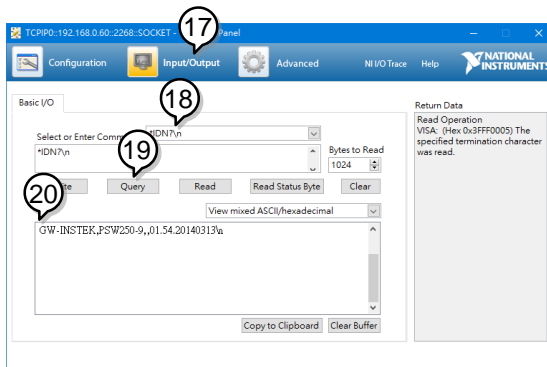 TCPIP0::192.168.0.60::2268::SOCKET - nel
17
Configuration
Input/Output
Advanced
NI I/O Trace
Help
NATIONAL
INSTRUMENTS
Basic I/O
18
Select or Enter Comm
*IDN?\n
19
*IDN?\n
Bytes to Read
1024
20
Query
Read
Read Status Byte
Clear
View mixed ASCII/hexadecimal
GW-INSTEK,PSW250-9,,01.54.20140313\n
Copy to Clipboard
Clear Buffer
Return Data
Read Operation
VISA: (Hex 0x3FFF0005) The
specified termination character
was read.